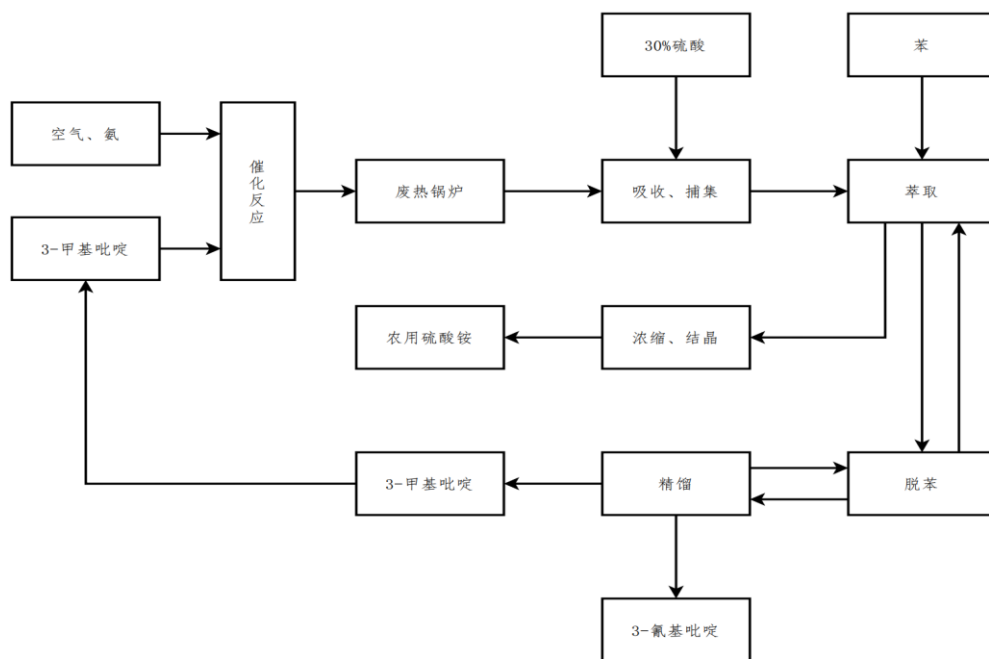 30%硫酸
苯
空气、氨
催化反应
废热锅炉
吸收、捕集
萃取
3-甲基吡啶
农用硫酸铵
浓缩、结晶
3-甲基吡啶
精馏
脱苯
3-氰基吡啶